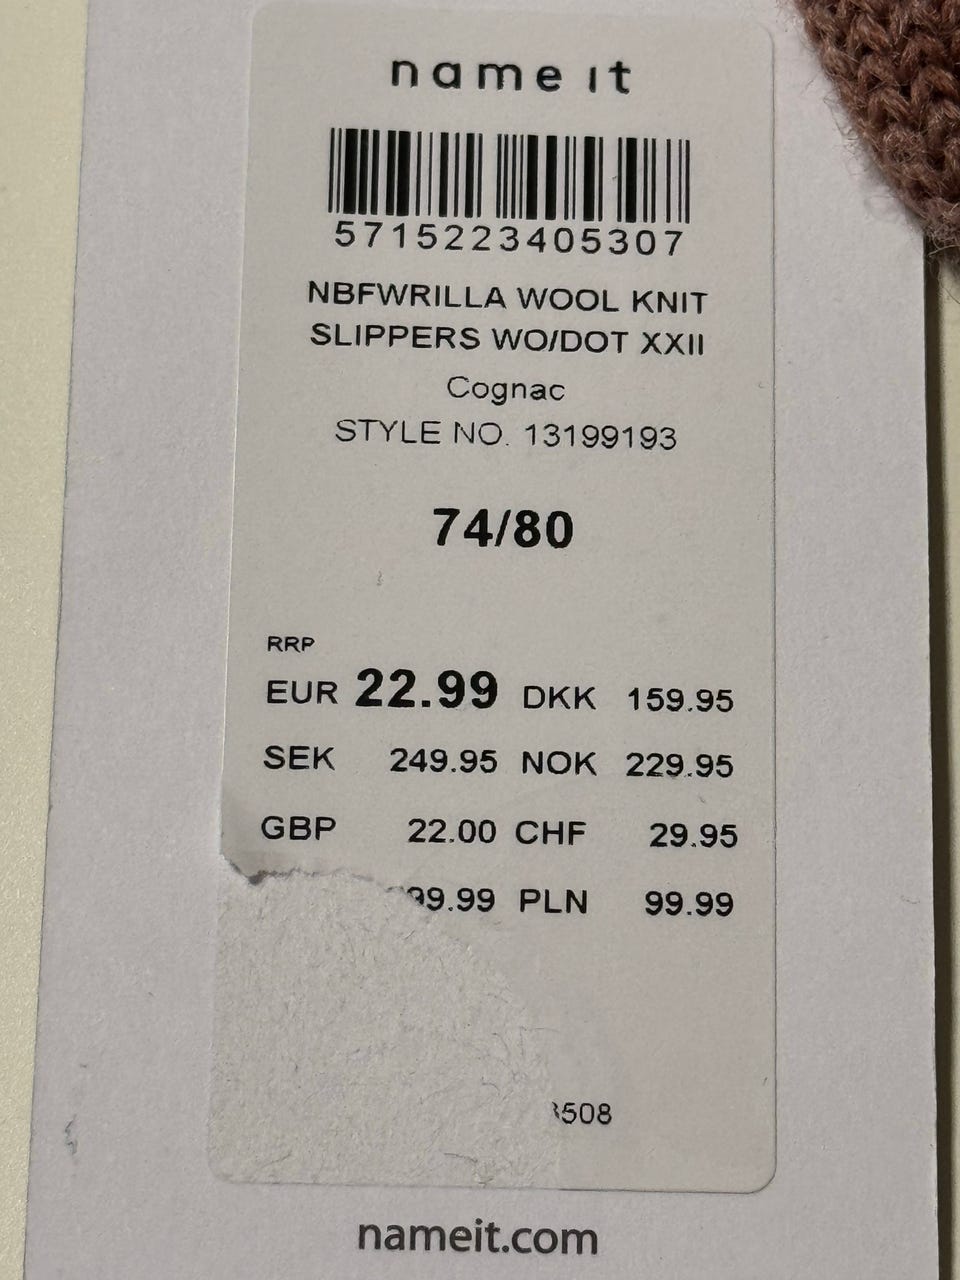 name it
5715223405307
NBFWRILLA WOOL KNIT
SLIPPERS WO/DOT XXII
Cognac
STYLE NO. 13199193
74/80
RRP
EUR 22.99 DKK 159.95
SEK 249.95 NOK 229.95
GBP 22.00 CHF 29.95
PLN 99.99
nameit.com